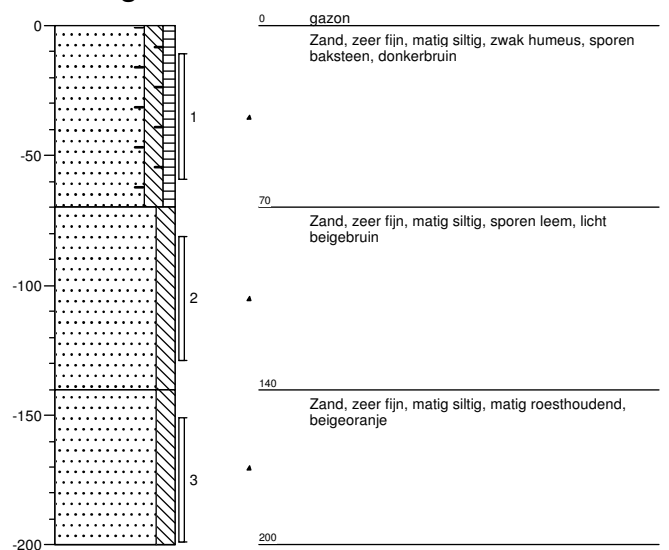 0
0
gazon
Zand, zeer fijn, matig siltig, zwak humeus, sporen
baksteen, donkerbruin
1
-50
70
Zand, zeer fijn, matig siltig, sporen leem, licht
beigebruin
-100
2
140
Zand, zeer fijn, matig siltig, matig roesthoudend,
beigeoranje
-150
3
-200
200